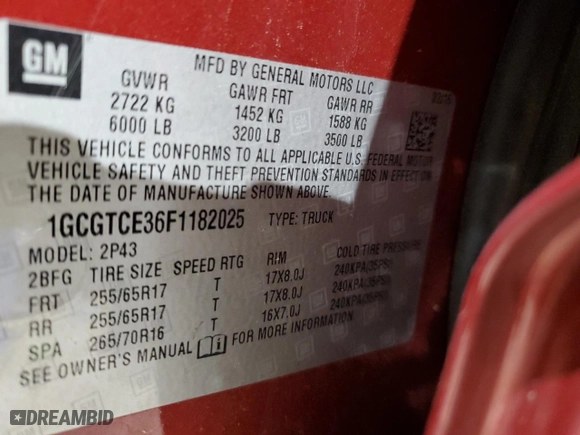 GM
MFD BY GENERAL MOTORS LLC
GVWR GAWR FRT GAWR RR
2722 KG 1452 KG 1588 KG
6000 LB 3200 LB 3500 LB
THIS VEHICLE CONFORMS TO ALL APPLICABLE U.S. FEDERAL MOTOR
VEHICLE SAFETY AND THEFT PREVENTION STANDARDS IN EFFECT ON
THE DATE OF MANUFACTURE SHOWN ABOVE.
1GCGTCE36F1182025 TYPE: TRUCK
MODEL: 2P43
2BFG TIRE SIZE SPEED RTG RIM COLD TIRE PRESSURE
FRT 255/65R17 T 17X8.0J 240KPA(35PSI)
RR 255/65R17 T 17X8.0J 240KPA(35PSI)
SPA 265/70R16 T 16X7.0J 240KPA(35PSI)
SEE OWNER'S MANUAL FOR MORE INFORMATION
DREAMBID